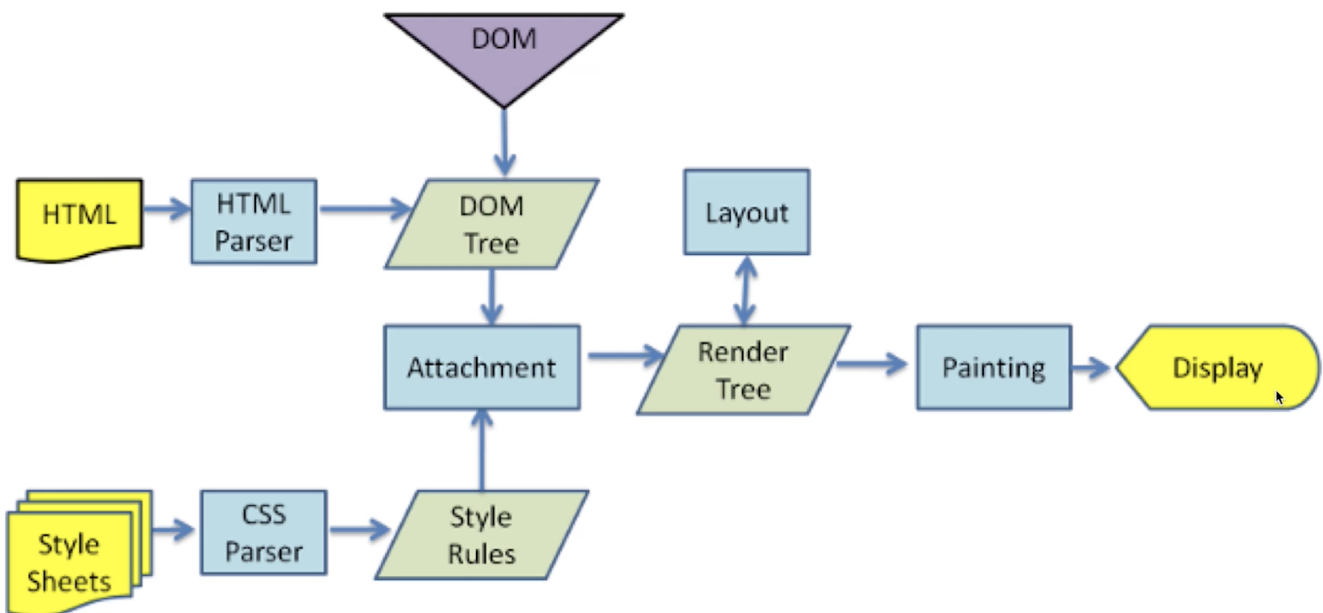 DOM
HTML
HTML
Parser
DOM
Tree
Layout
Attachment
Render
Tree
Painting
Display
Style
Sheets
CSS
Parser
Style
Rules